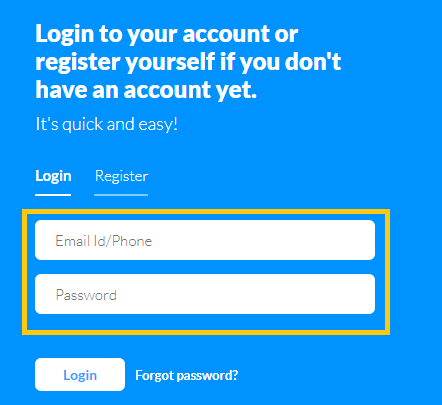 Login to your account or
register yourself if you don't
have an account yet.
It's quick and easy!
Login Register
Email Id/Phone
Password
Login Forgot password?